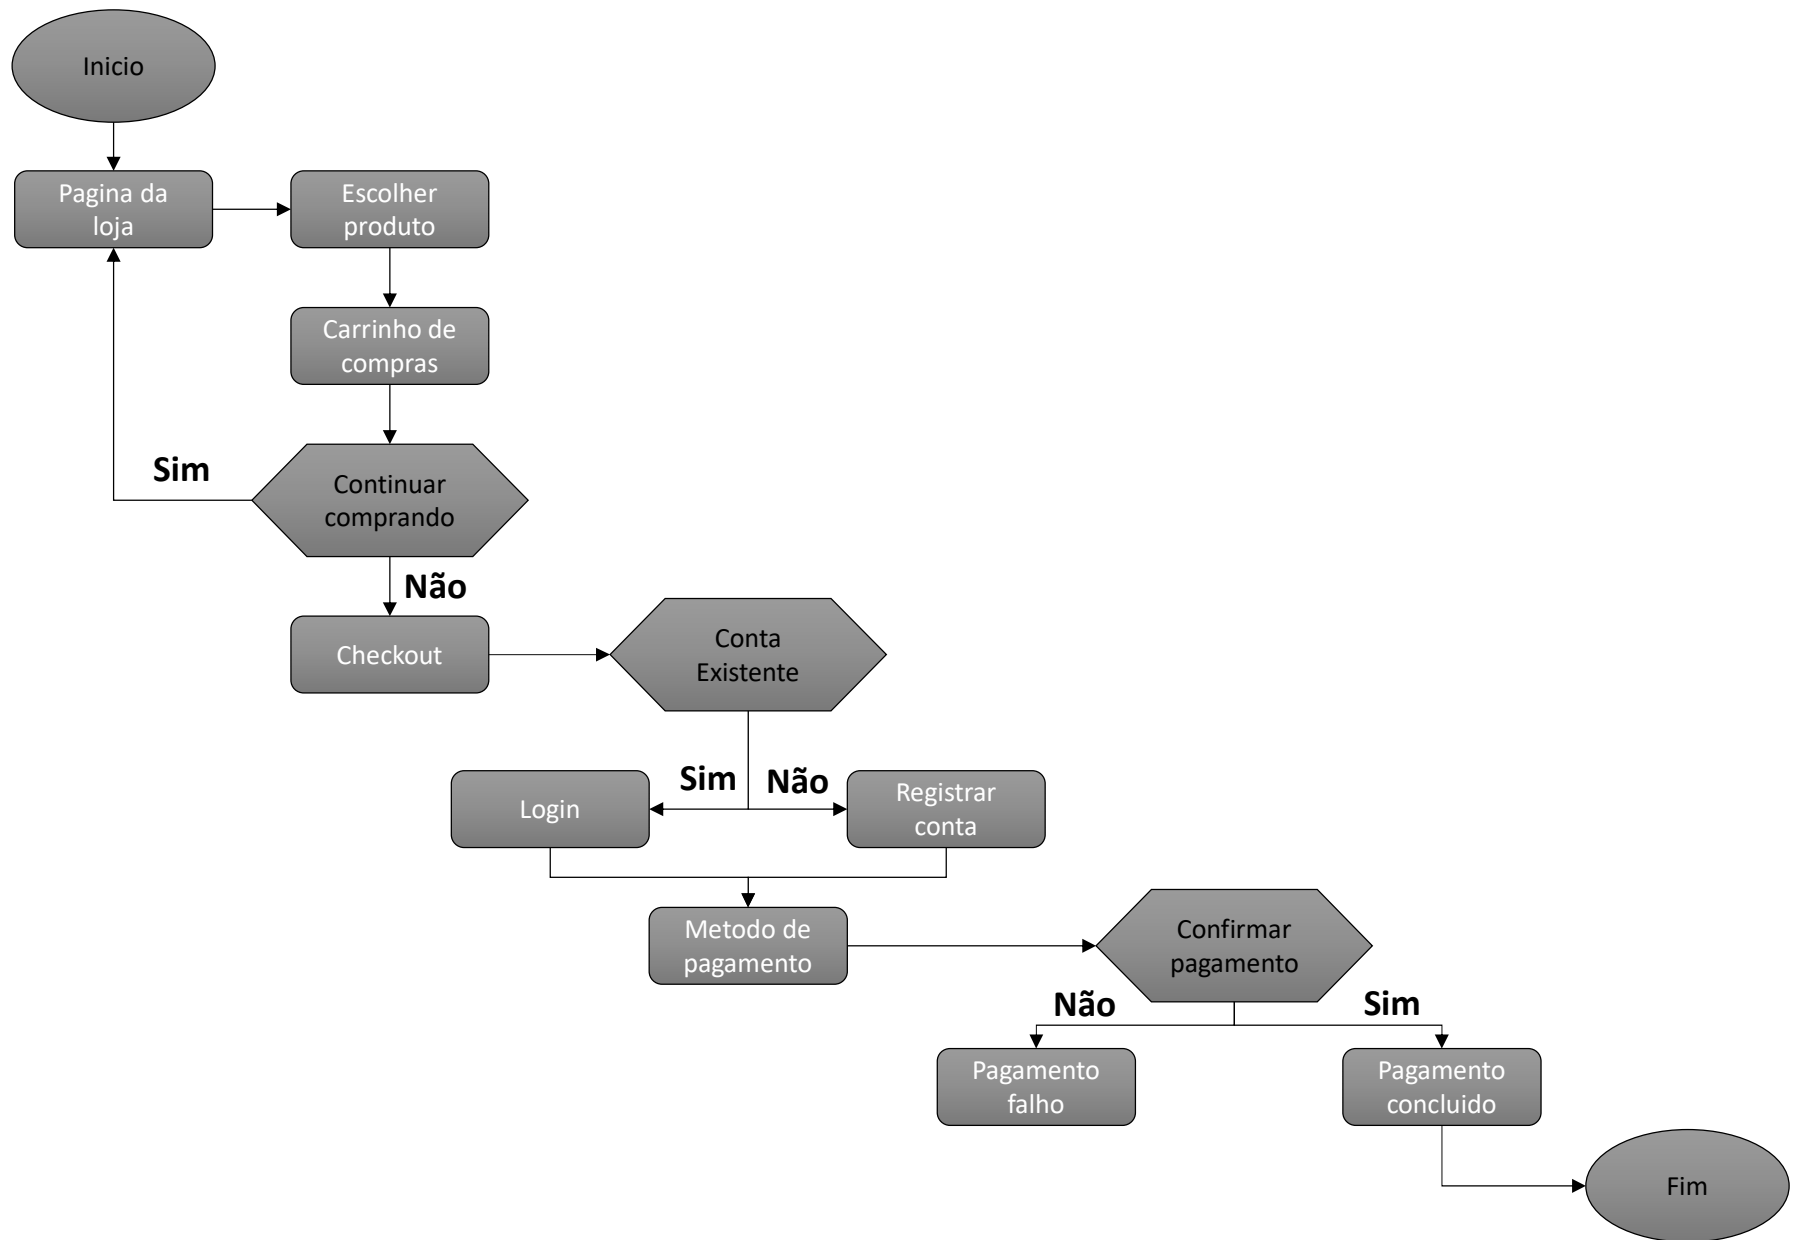 Inicio
Pagina da
loja
Escolher
produto
Carrinho de
compras
Sim
Continuar
comprando
Não
Checkout
Conta
Existente
Login
Sim
Não
Registrar
conta
Metodo de
pagamento
Confirmar
pagamento
Não
Sim
Pagamento
falho
Pagamento
concluido
Fim